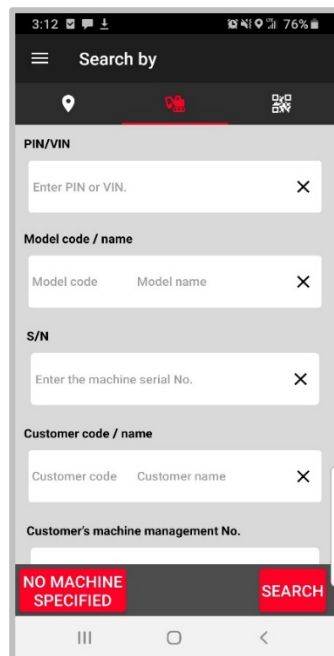 3:12 76%
Search by
PIN/VIN
Enter PIN or VIN.
Model code / name
Model code Model name
S/N
Enter the machine serial No.
Customer code / name
Customer code Customer name
Customer's machine management No.
NO MACHINE
SPECIFIED
SEARCH